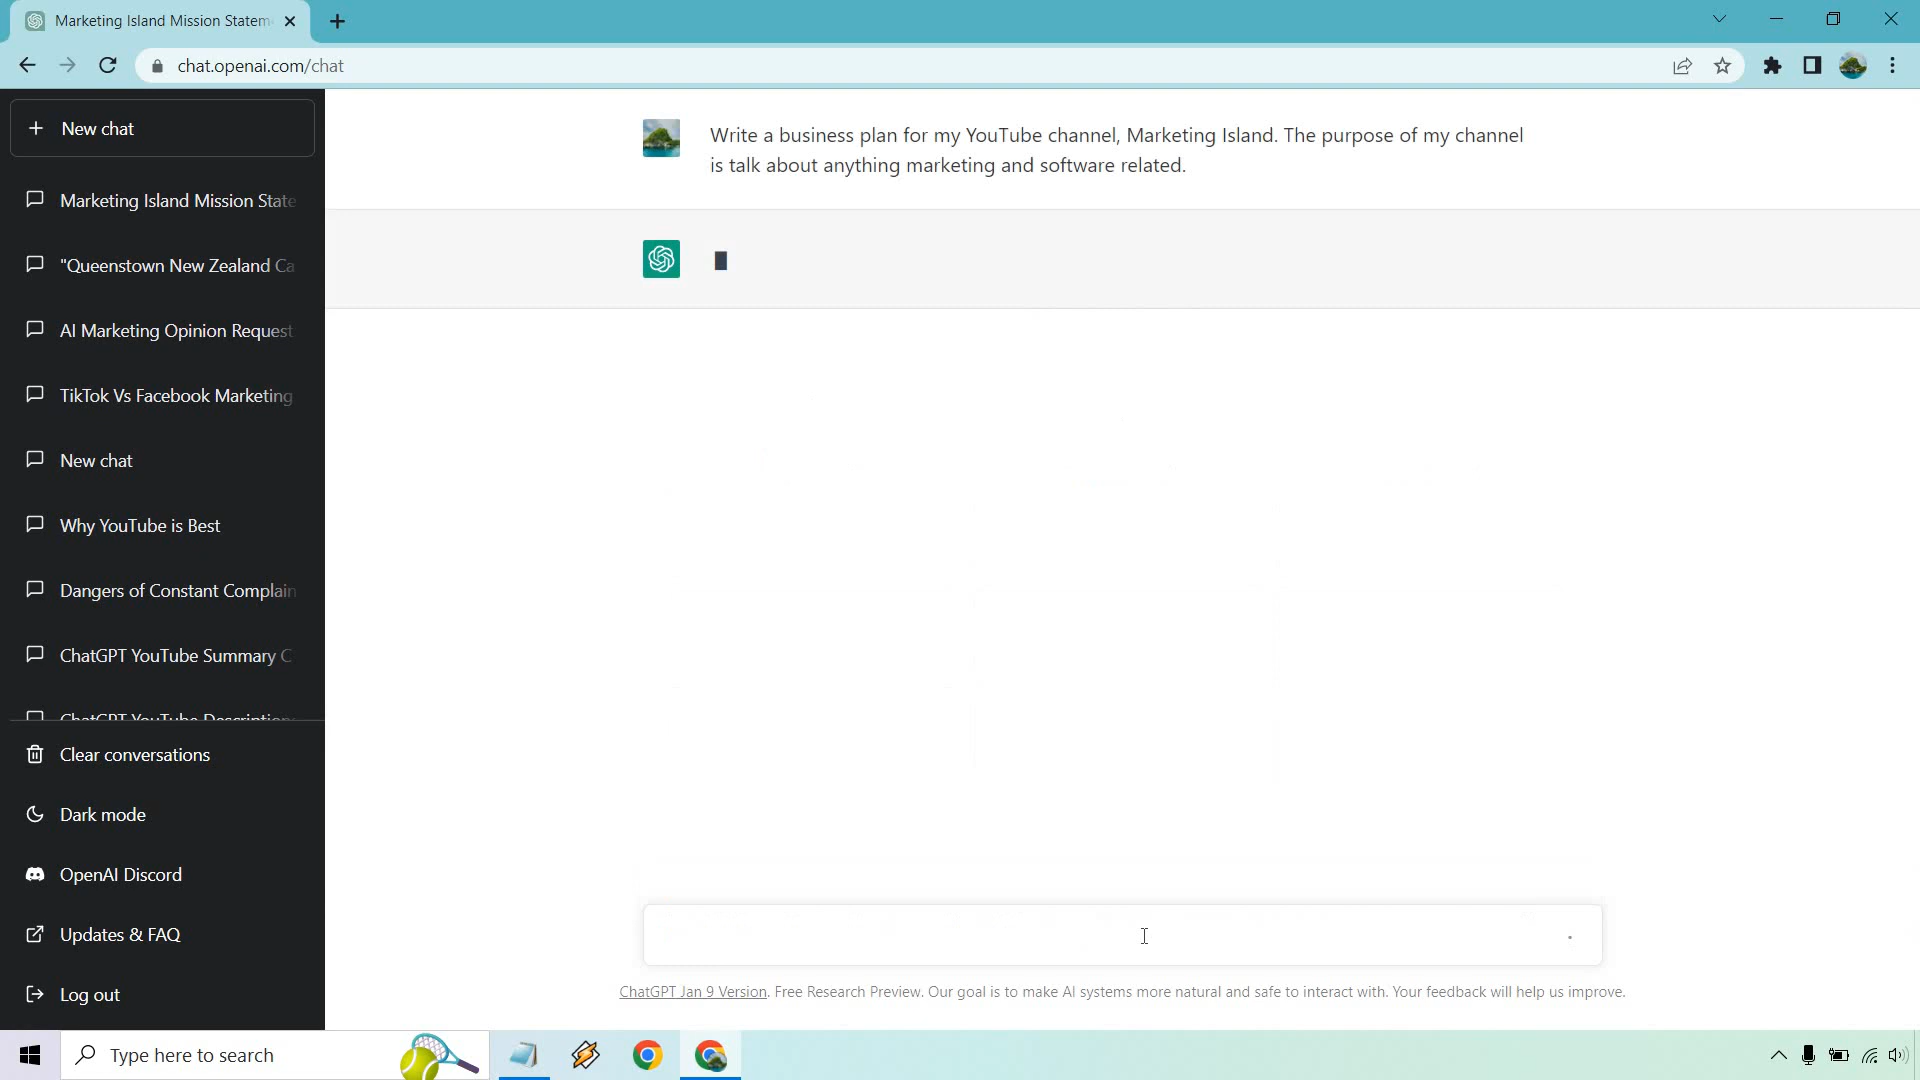 Marketing Island Mission Statem
chat.openai.com/chat
New chat
Marketing Island Mission State
"Queenstown New Zealand Ca
AI Marketing Opinion Request
TikTok Vs Facebook Marketing
New chat
Why YouTube is Best
Dangers of Constant Complain
ChatGPT YouTube Summary C
ChatGPT YouTube Description
Clear conversations
Dark mode
OpenAI Discord
Updates & FAQ
Log out
Write a business plan for my YouTube channel, Marketing Island. The purpose of my channel
is talk about anything marketing and software related.
ChatGPT Jan 9 Version. Free Research Preview. Our goal is to make AI systems more natural and safe to interact with. Your feedback will help us improve.
Type here to search